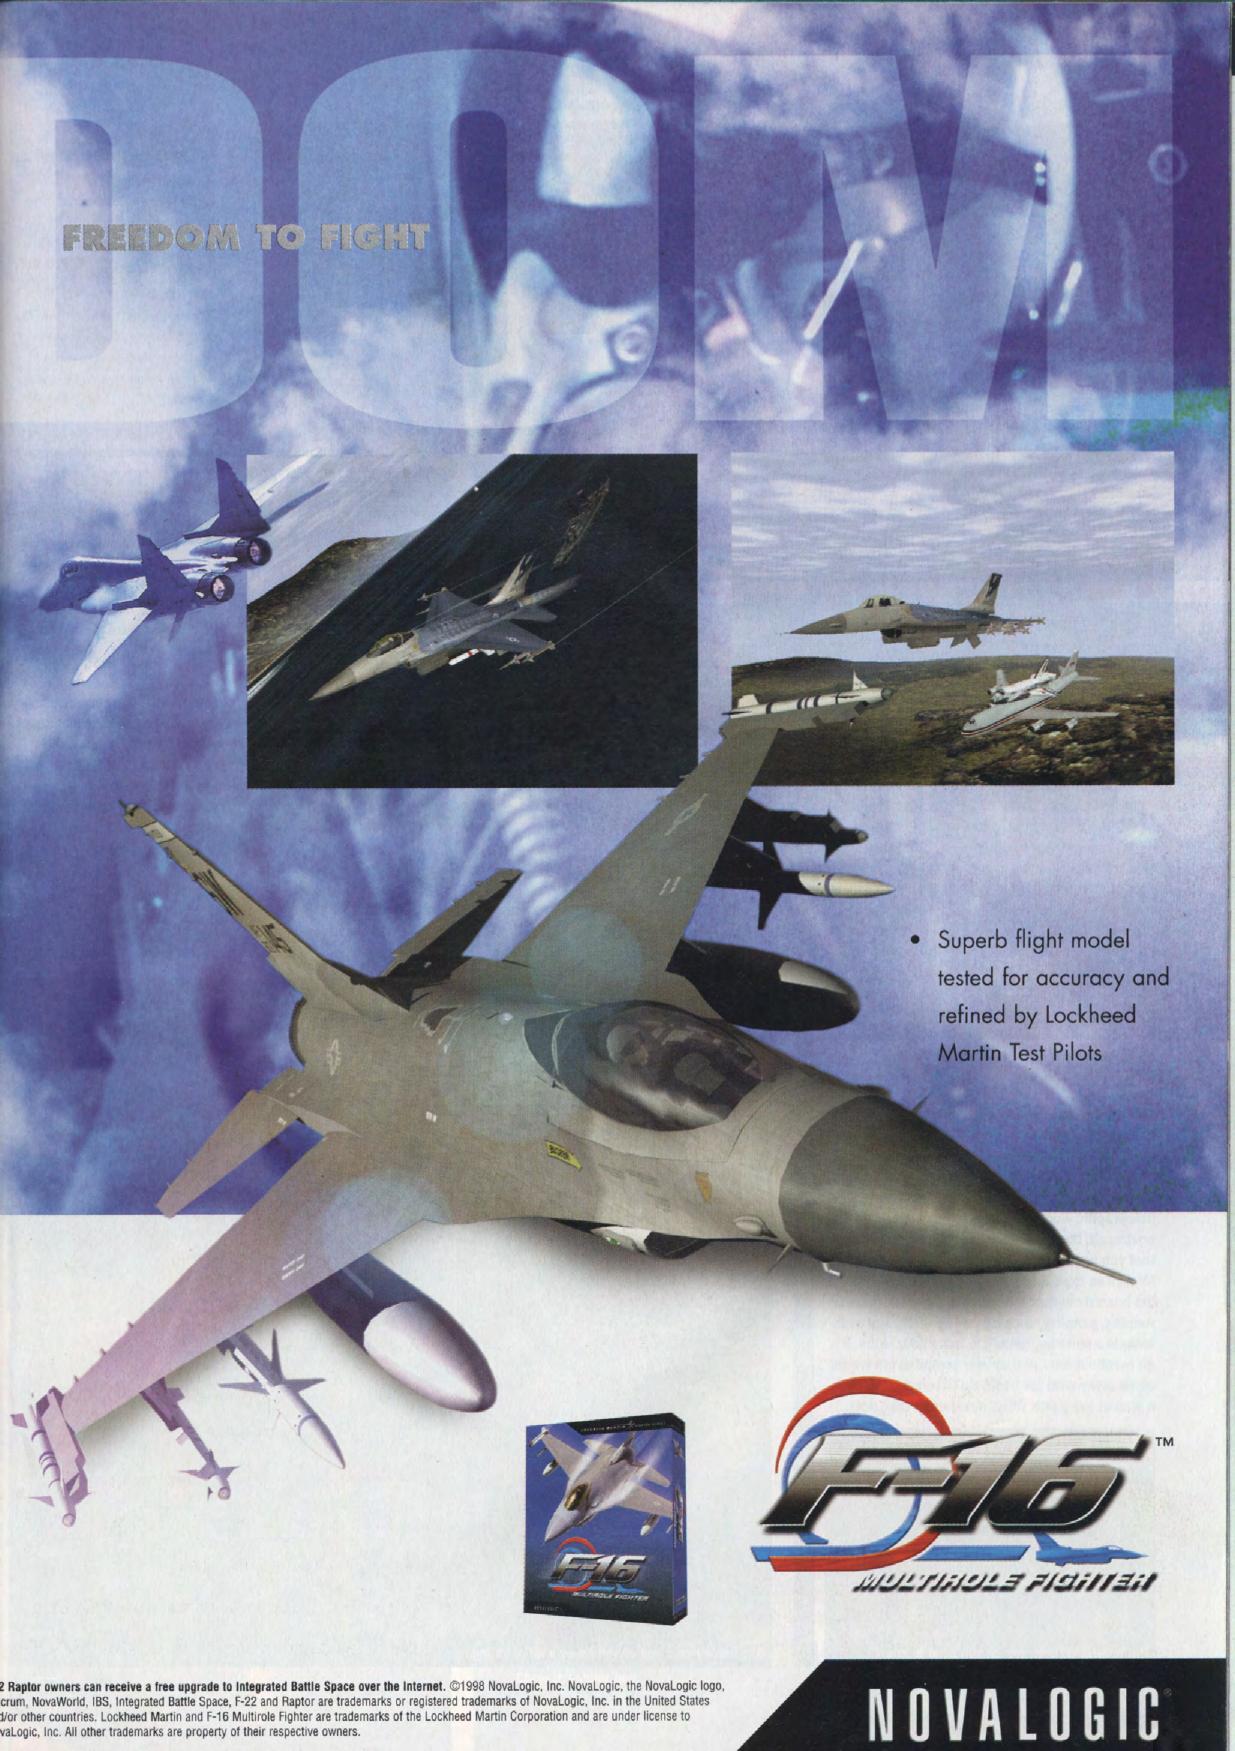 DOM
FREEDOM TO FIGHT
• Superb flight model
tested for accuracy and
refined by Lockheed
Martin Test Pilots
F-16
MULTIROLE FIGHTER
F-16™
MULTIROLE FIGHTER
2 Raptor owners can receive a free upgrade to Integrated Battle Space over the Internet. ©1998 NovaLogic, Inc. NovaLogic, the NovaLogic logo,
crum, NovaWorld, IBS, Integrated Battle Space, F-22 and Raptor are trademarks or registered trademarks of NovaLogic, Inc. in the United States
d/or other countries. Lockheed Martin and F-16 Multirole Fighter are trademarks of the Lockheed Martin Corporation and are under license to
vaLogic, Inc. All other trademarks are property of their respective owners.
NOVALOGIC